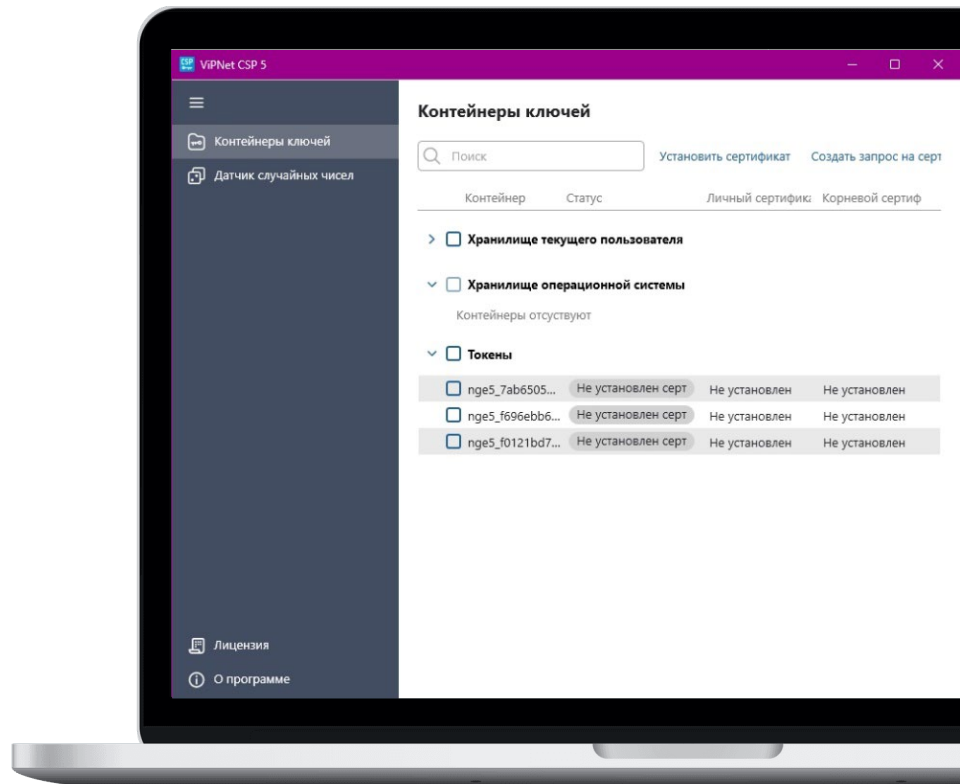 CSP
ViPNet CSP 5
Контейнеры ключей
Датчик случайных чисел
Лицензия
О программе
Контейнеры ключей
Поиск
Установить сертификат
Создать запрос на серт
Контейнер Статус Личный сертифика Корневой сертиф
Хранилище текущего пользователя
Хранилище операционной системы
Контейнеры отсуствуют
Токены
nge5_7ab6505... Не установлен серт Не установлен Не установлен
nge5_f696ebb6... Не установлен серт Не установлен Не установлен
nge5_f0121bd7... Не установлен серт Не установлен Не установлен